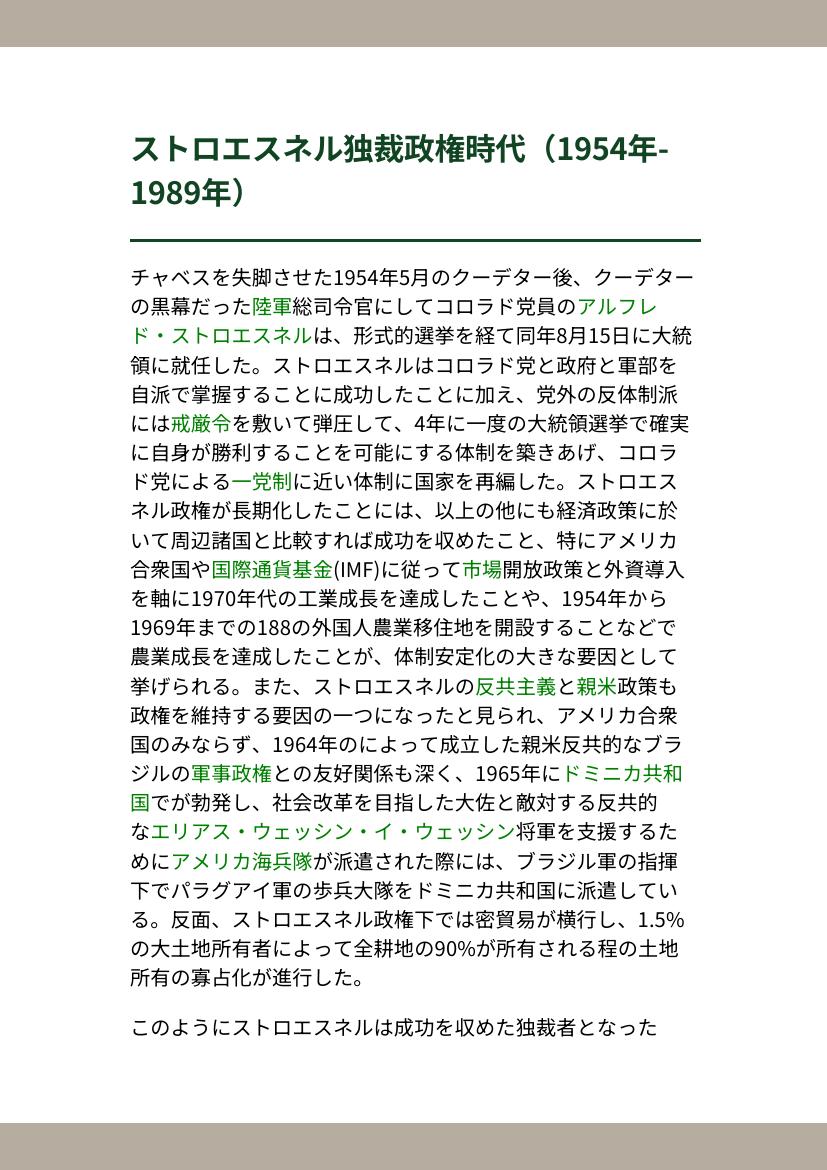 ストロエスネル独裁政権時代（1954年-
1989年）
チャベスを失脚させた1954年5月のクーデター後、クーデター
の黒幕だった陸軍総司令官にしてコロラド党員のアルフレ
ド・ストロエスネルは、形式的選挙を経て同年8月15日に大統
領に就任した。ストロエスネルはコロラド党と政府と軍部を
自派で掌握することに成功したことに加え、党外の反体制派
には戒厳令を敷いて弾圧して、4年に一度の大統領選挙で確実
に自身が勝利することを可能にする体制を築きあげ、コロラ
ド党による一党制に近い体制に国家を再編した。ストロエス
ネル政権が長期化したことには、以上の他にも経済政策に於
いて周辺諸国と比較すれば成功を収めたこと、特にアメリカ
合衆国や国際通貨基金(IMF)に従って市場開放政策と外資導入
を軸に1970年代の工業成長を達成したことや、1954年から
1969年までの188の外国人農業移住地を開設することなどで
農業成長を達成したことが、体制安定化の大きな要因として
挙げられる。また、ストロエスネルの反共主義と親米政策も
政権を維持する要因の一つになったと見られ、アメリカ合衆
国のみならず、1964年のによって成立した親米反共的なブラ
ジルの軍事政権との友好関係も深く、1965年にドミニカ共和
国でが勃発し、社会改革を目指した大佐と敵対する反共的
なエリアス・ウェッシン・イ・ウェッシン将軍を支援するた
めにアメリカ海兵隊が派遣された際には、ブラジル軍の指揮
下でパラグアイ軍の歩兵大隊をドミニカ共和国に派遣してい
る。反面、ストロエスネル政権下では密貿易が横行し、1.5%
の大土地所有者によって全耕地の90%が所有される程の土地
所有の寡占化が進行した。
このようにストロエスネルは成功を収めた独裁者となった